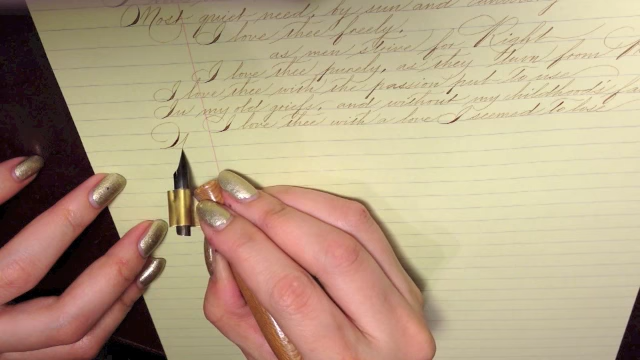 Most quiet need, by sun and
I love thee freely,
as men strive for Right
I love thee purely, as they turn from
I love thee with the passion put to use
In my old griefs, and without my childhood's fa
I love thee with a love I seemed to lose